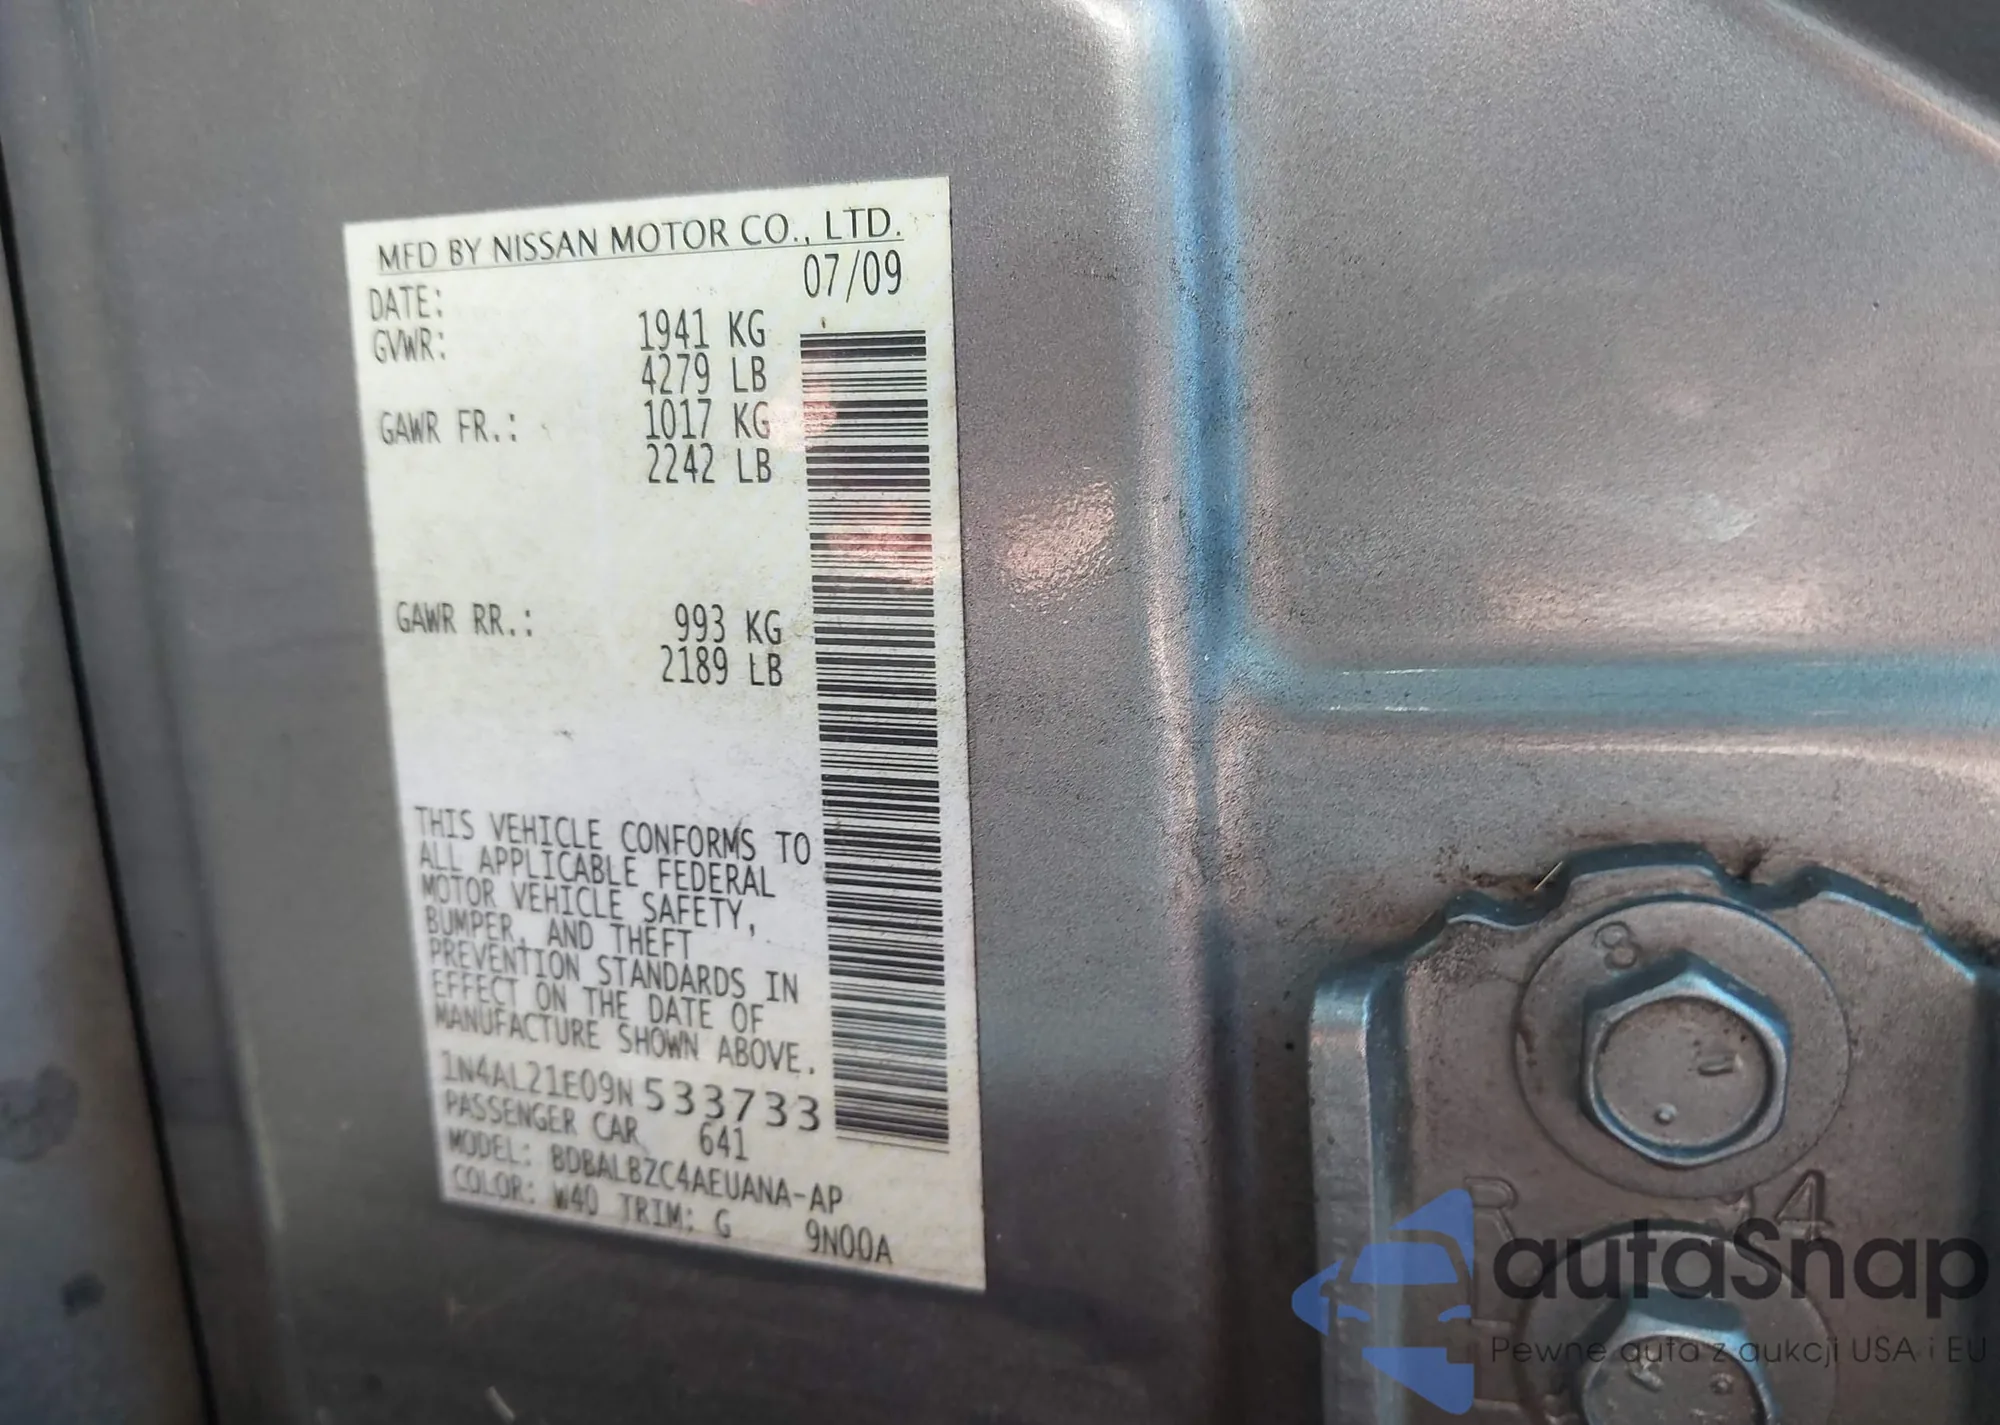 MFD BY NISSAN MOTOR CO., LTD.
DATE: 07/09
GVWR: 1941 KG
4279 LB
GAWR FR.: 1017 KG
2242 LB
GAWR RR.: 993 KG
2189 LB
THIS VEHICLE CONFORMS TO
ALL APPLICABLE FEDERAL
MOTOR VEHICLE SAFETY,
BUMPER, AND THEFT
PREVENTION STANDARDS IN
EFFECT ON THE DATE OF
MANUFACTURE SHOWN ABOVE.
1N4AL21E09N533733
PASSENGER CAR 641
MODEL: BDBALBZC4AEUANA-AP
COLOR: W40 TRIM: G 9N00A
8
R
autaSnap
Pewne auta z aukcji USA i EU